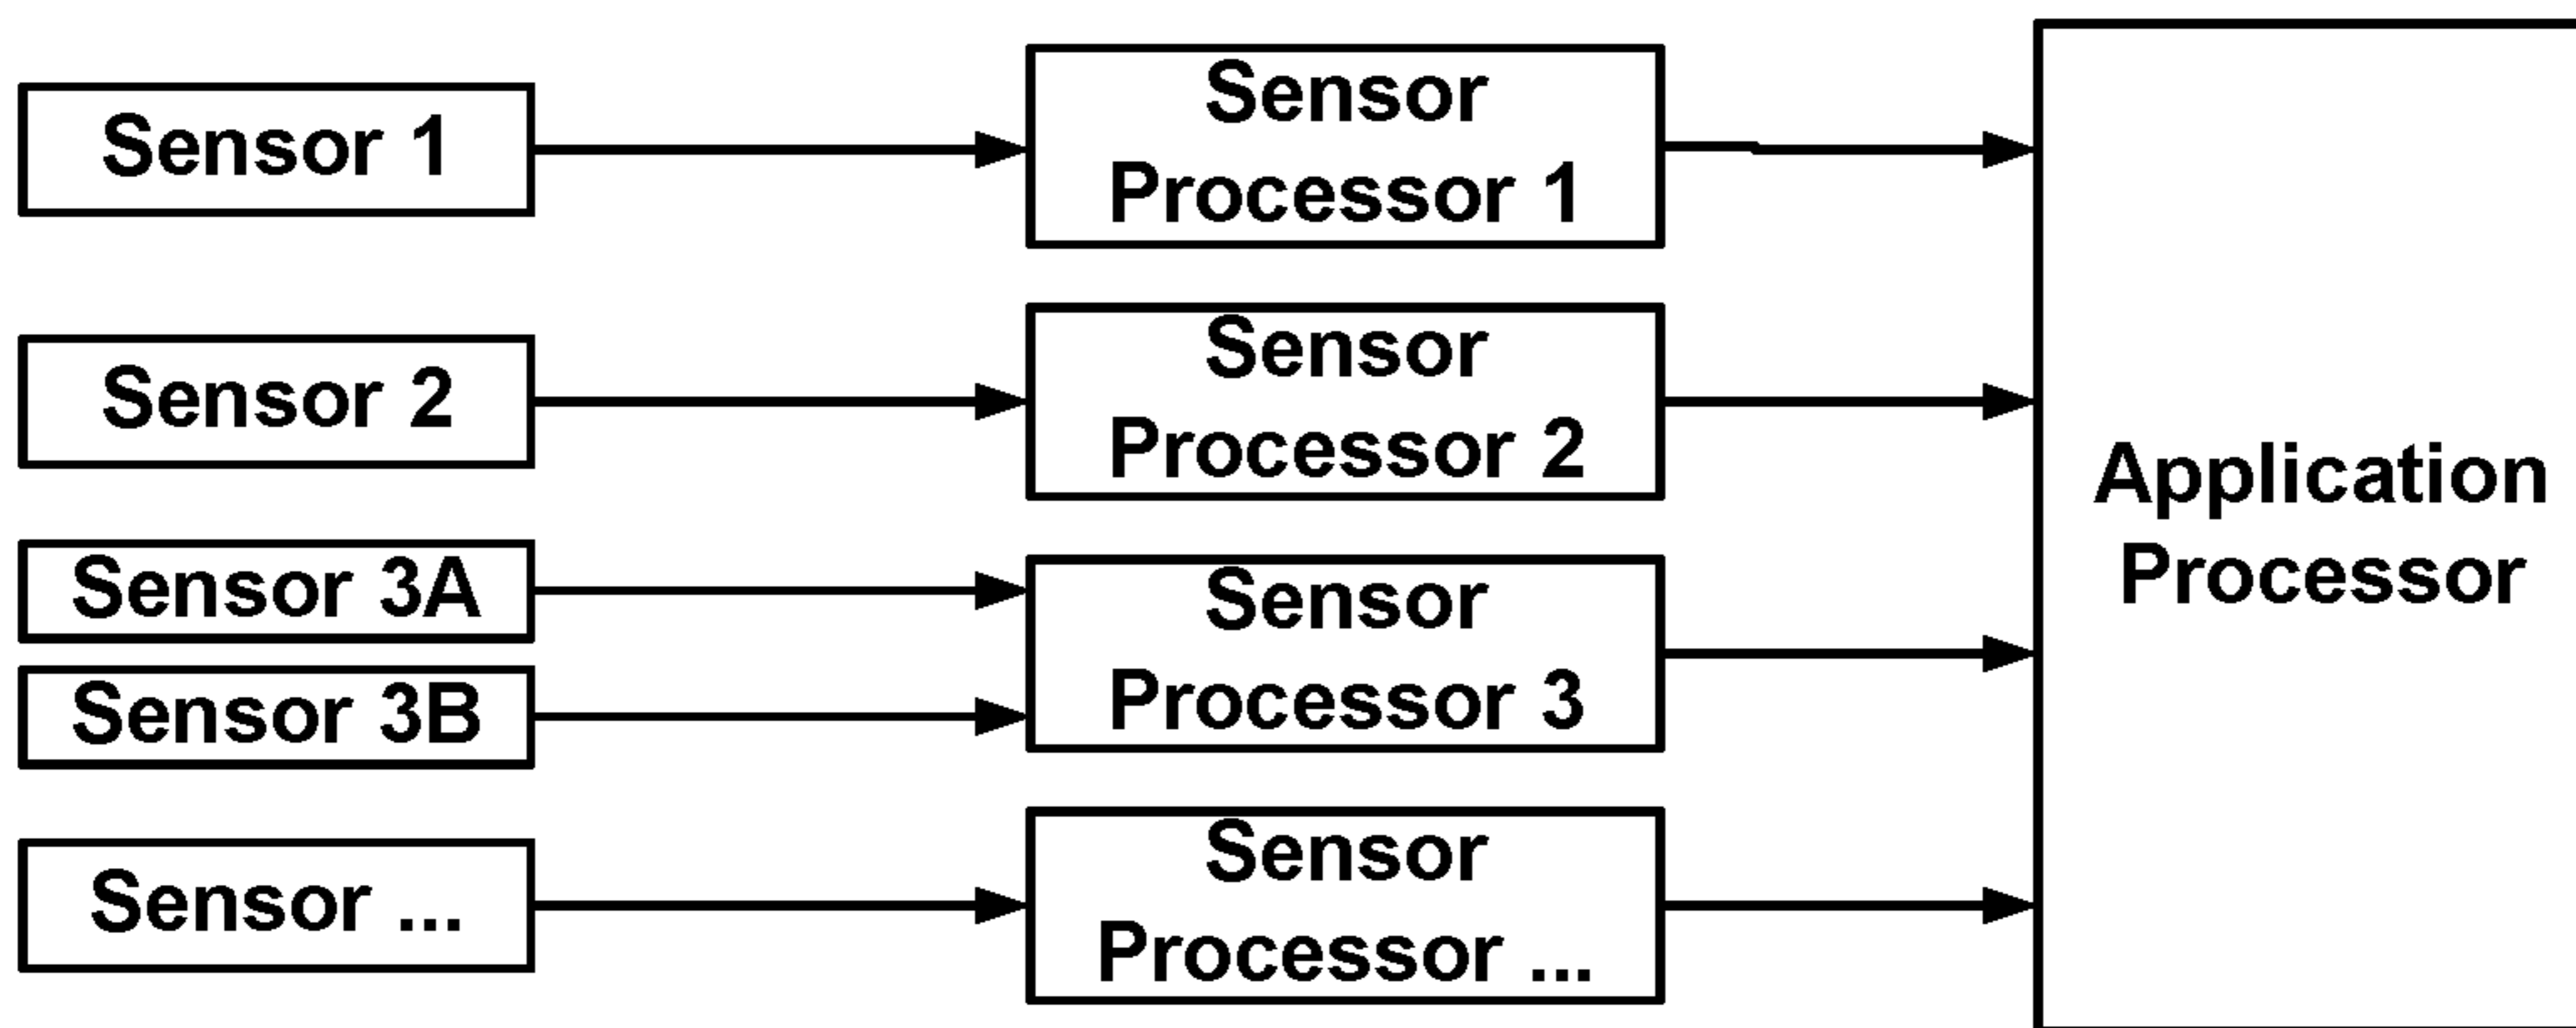 Sensor 1
Sensor
Processor 1
Sensor 2
Sensor
Processor 2
Sensor 3A
Sensor 3B
Sensor
Processor 3
Sensor ...
Sensor
Processor ...
Application
Processor